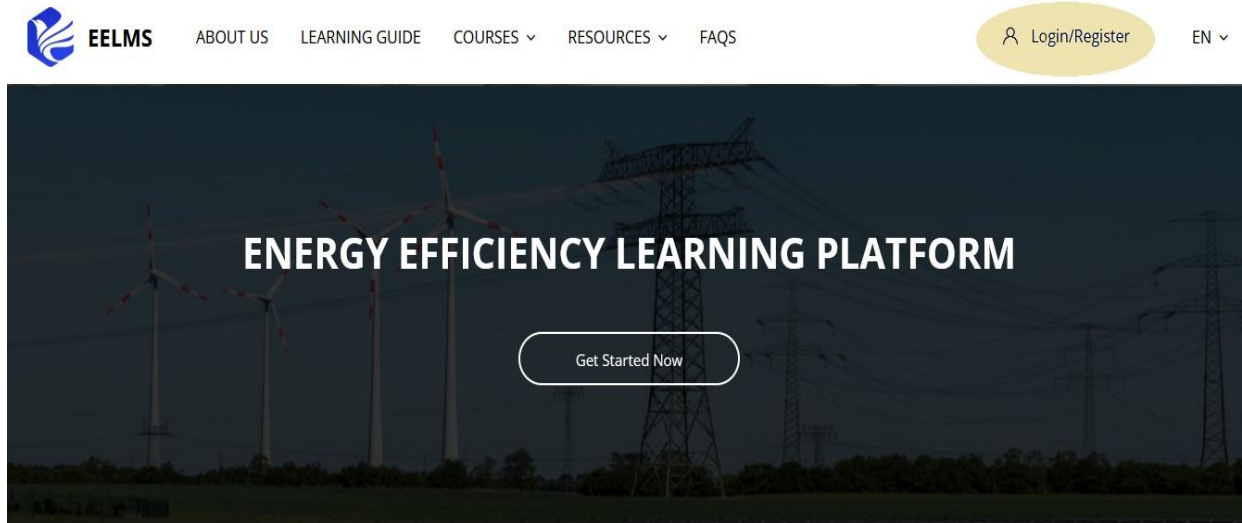 EELMS ABOUT US LEARNING GUIDE COURSES RESOURCES FAQS Login/Register EN
ENERGY EFFICIENCY LEARNING PLATFORM
Get Started Now